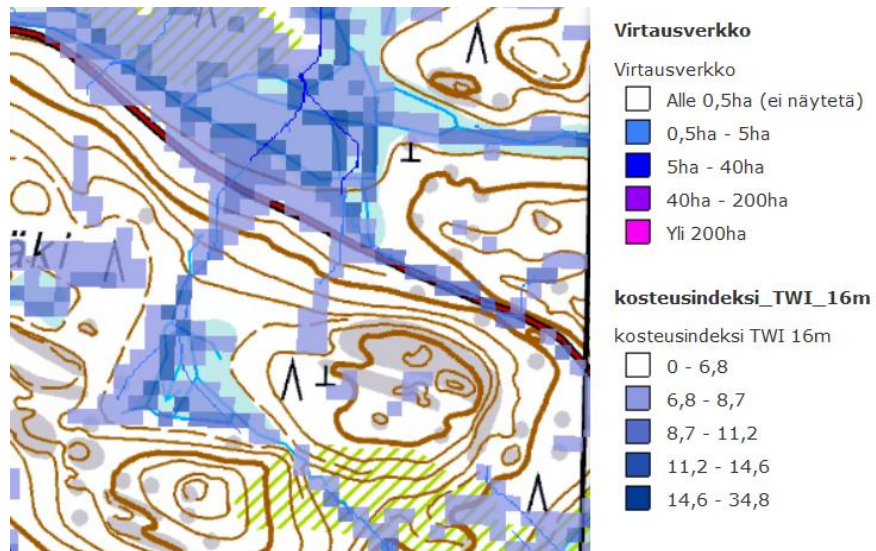 äki
Virtausverkko
Virtausverkko
Alle 0,5ha (ei näytetä)
0,5ha - 5ha
5ha - 40ha
40ha - 200ha
Yli 200ha
kosteusindeksi_TWI_16m
kosteusindeksi TWI 16m
0 - 6,8
6,8 - 8,7
8,7 - 11,2
11,2 - 14,6
14,6 - 34,8